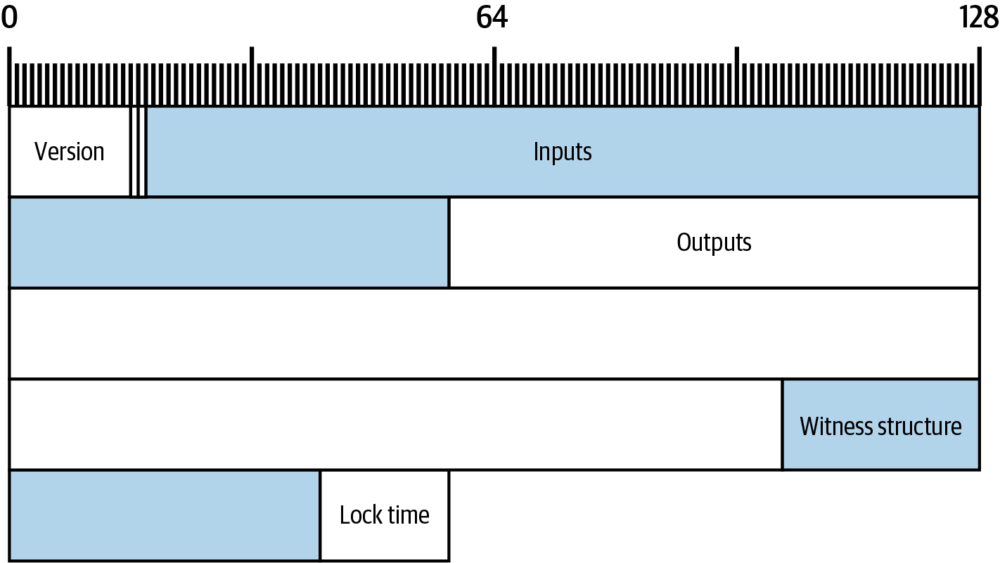 0 64 128
Version Inputs
Outputs
Witness structure
Lock time